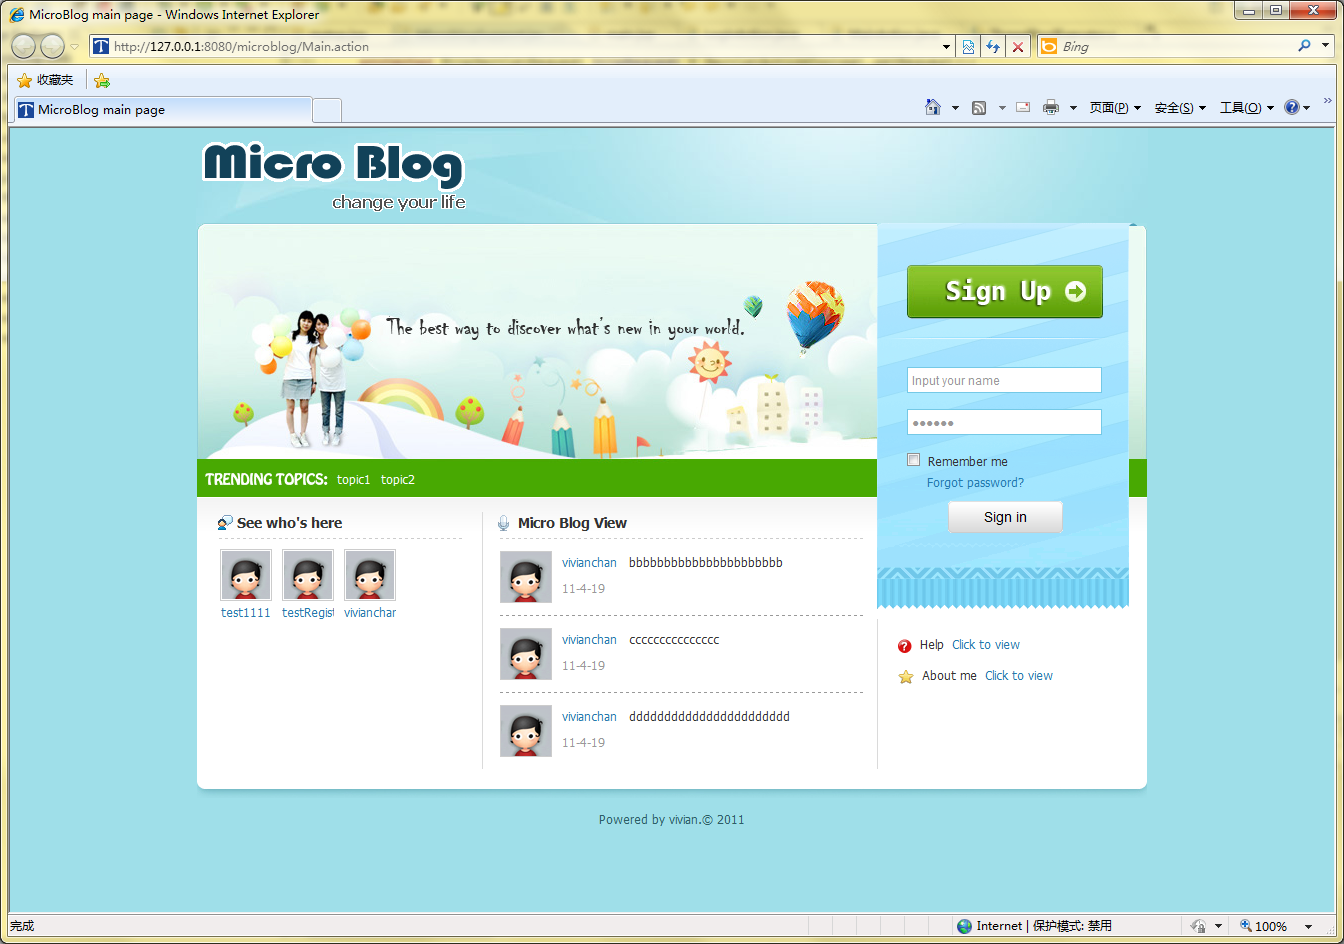 MicroBlog main page - Windows Internet Explorer
http://127.0.0.1:8080/microblog/Main.action
Bing
收藏夹
MicroBlog main page
页面(P) 安全(S) 工具(O)
Micro Blog
change your life
The best way to discover what's new in your world.
Sign Up
Input your name
Remember me
Forgot password?
Sign in
TRENDING TOPICS: topic1 topic2
See who's here
test1111 testRegist vivianchar
Micro Blog View
vivianchan bbbbbbbbbbbbbbbbbbbbbb
11-4-19
vivianchan ccccccccccccccc
11-4-19
vivianchan ddddddddddddddddddddddd
11-4-19
Help Click to view
About me Click to view
Powered by vivian.© 2011
完成
Internet | 保护模式: 禁用
100%